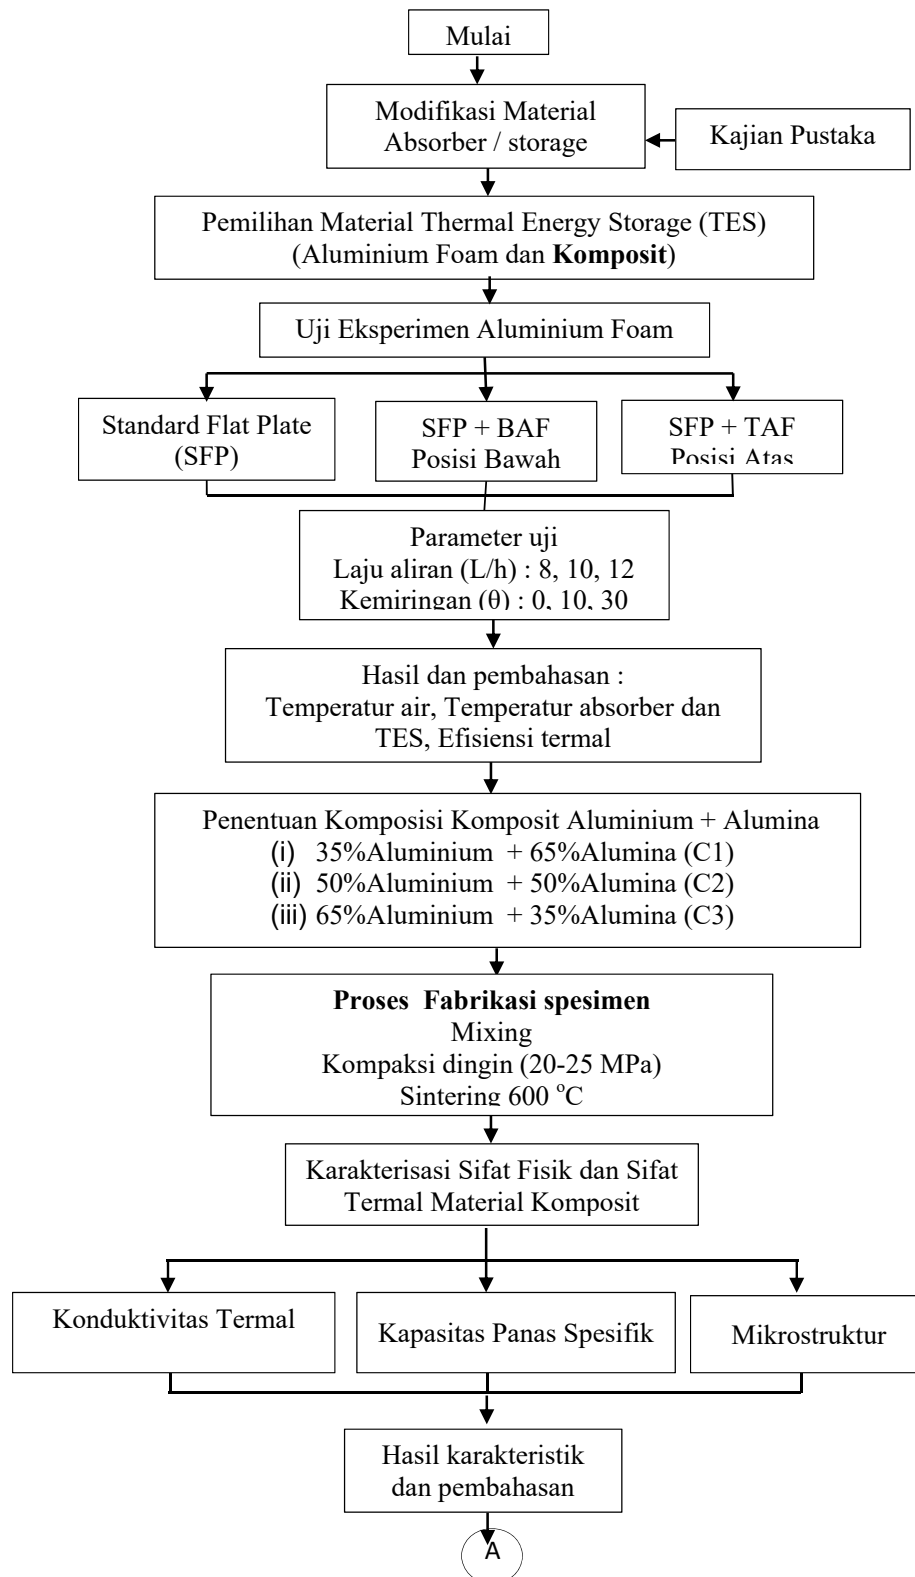 Mulai
Modifikasi Material
Absorber / storage
Kajian Pustaka
Pemilihan Material Thermal Energy Storage (TES)
(Aluminium Foam dan Komposit)
Uji Eksperimen Aluminium Foam
Standard Flat Plate
(SFP)
SFP + BAF
Posisi Bawah
SFP + TAF
Posisi Atas
Parameter uji
Laju aliran (L/h) : 8, 10, 12
Kemiringan (θ) : 0, 10, 30
Hasil dan pembahasan :
Temperatur air, Temperatur absorber dan
TES, Efisiensi termal
Penentuan Komposisi Komposit Aluminium + Alumina
(i) 35%Aluminium + 65%Alumina (C1)
(ii) 50%Aluminium + 50%Alumina (C2)
(iii) 65%Aluminium + 35%Alumina (C3)
Proses Fabrikasi spesimen
Mixing
Kompaksi dingin (20-25 MPa)
Sintering 600 °C
Karakterisasi Sifat Fisik dan Sifat
Termal Material Komposit
Konduktivitas Termal
Kapasitas Panas Spesifik
Mikrostruktur
Hasil karakteristik
dan pembahasan
A